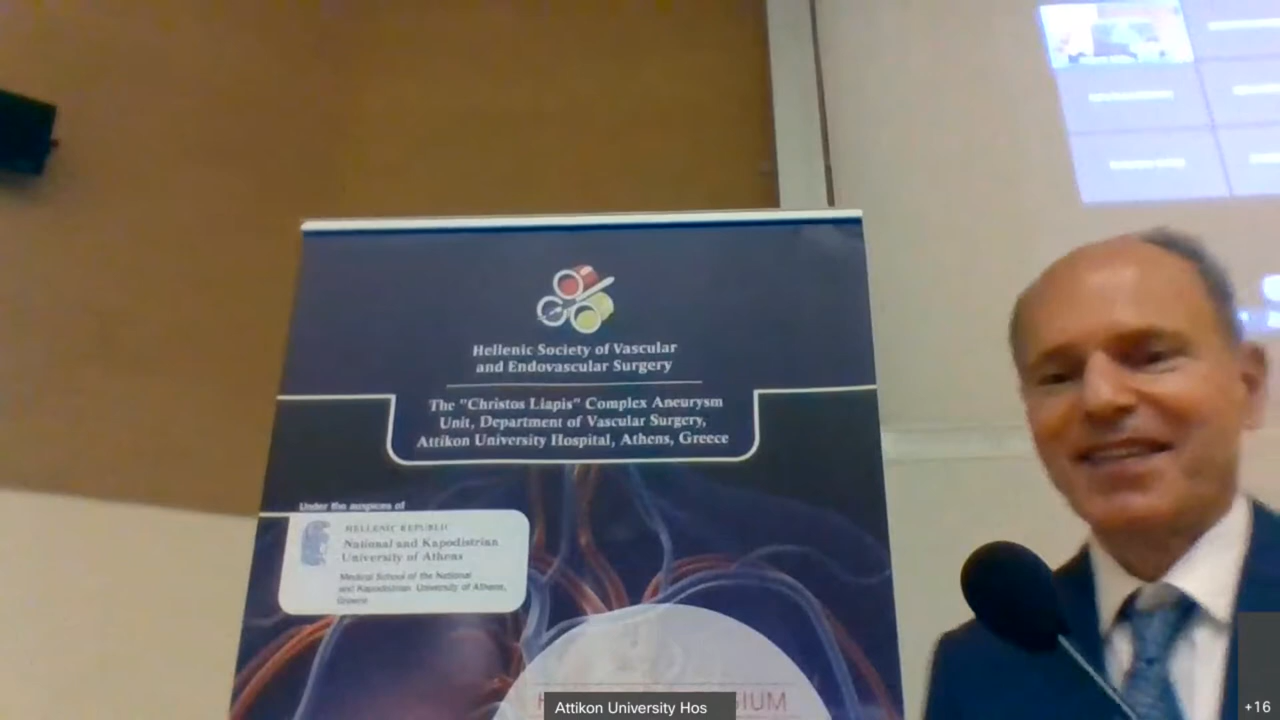 Hellenic Society of Vascular
and Endovascular Surgery
The "Christos Liapis" Complex Aneurysm
Unit, Department of Vascular Surgery,
Attikon University Hospital, Athens, Greece
Under the auspices of
HELLENIC REPUBLIC
National and Kapodistrian
University of Athens
Medical School of the National
and Kapodistrian University of Athens,
Greece
Attikon University Hos
+16